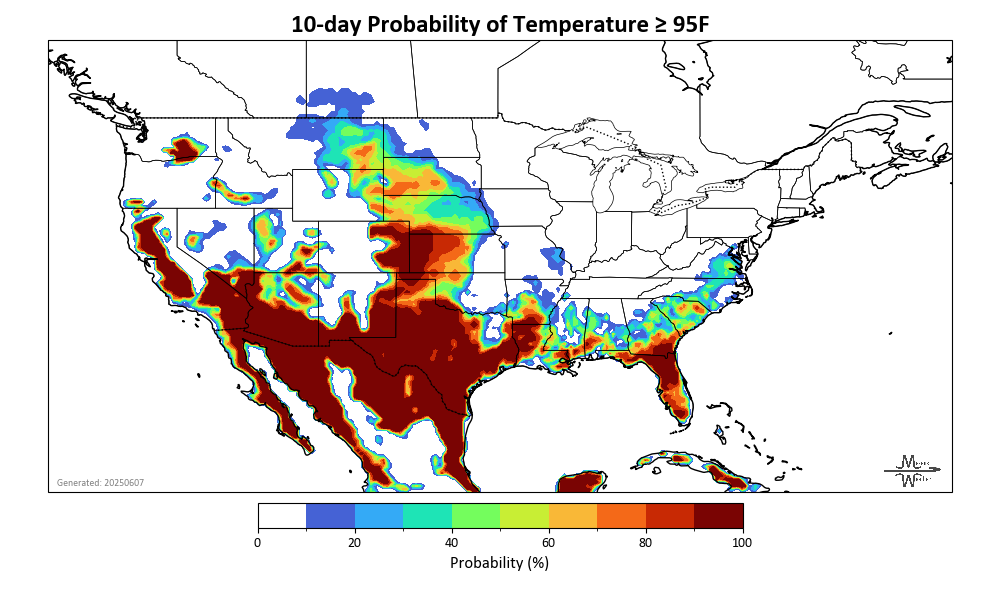 10-day Probability of Temperature ≥ 95F
Generated: 20250607
0 20 40 60 80 100
Probability (%)